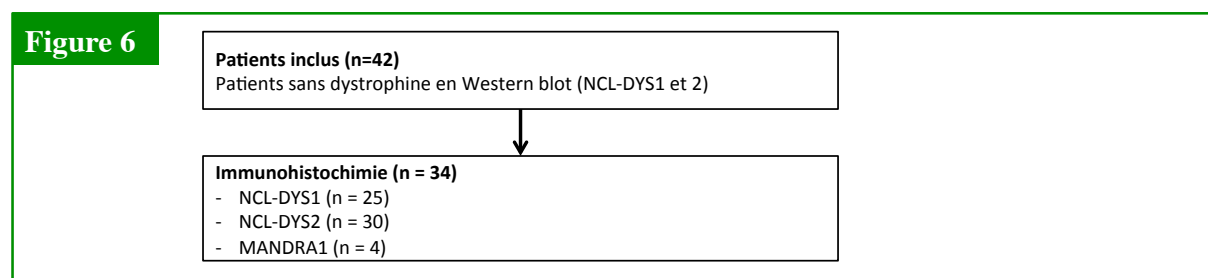 Figure 6
Patients inclus (n=42)
Patients sans dystrophine en Western blot (NCL-DYS1 et 2)
Immunohistochimie (n = 34)
- NCL-DYS1 (n = 25)
- NCL-DYS2 (n = 30)
- MANDRA1 (n = 4)